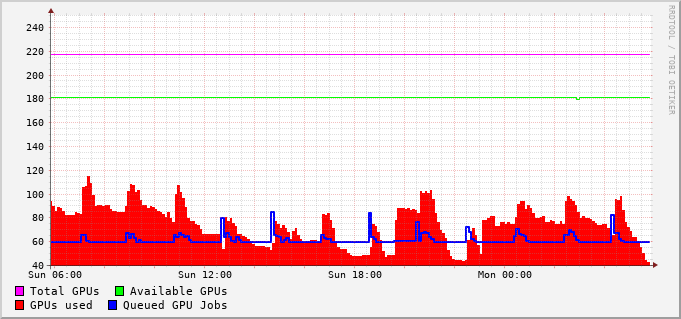 240
220
200
180
160
140
120
100
80
60
40
Sun 06:00 Sun 12:00 Sun 18:00 Mon 00:00
Total GPUs Available GPUs
GPUs used Queued GPU Jobs
RRDTOOL / TOBI OETIKER